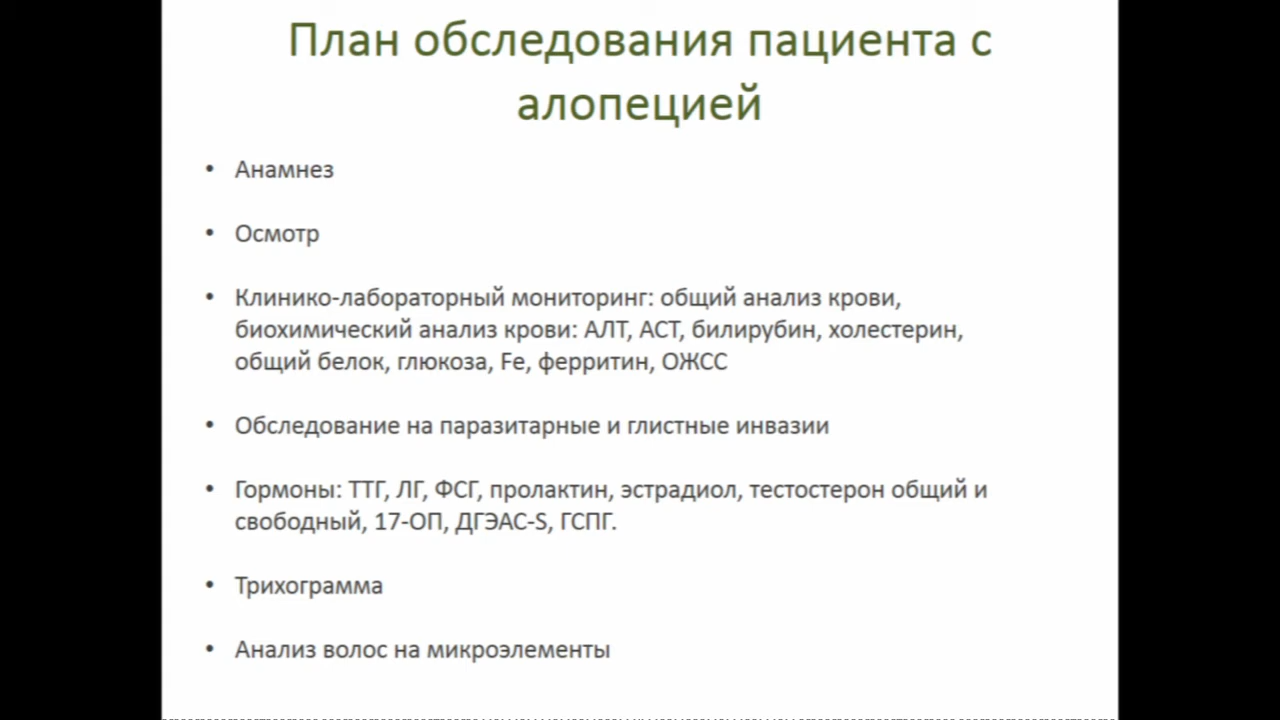 План обследования пациента с
алопецией
• Анамнез
• Осмотр
• Клинико-лабораторный мониторинг: общий анализ крови,
биохимический анализ крови: АЛТ, АСТ, билирубин, холестерин,
общий белок, глюкоза, Fe, ферритин, ОЖСС
• Обследование на паразитарные и глистные инвазии
• Гормоны: ТТГ, ЛГ, ФСГ, пролактин, эстрадиол, тестостерон общий и
свободный, 17-ОП, ДГЭАС-S, ГСПГ.
• Трихограмма
• Анализ волос на микроэлементы